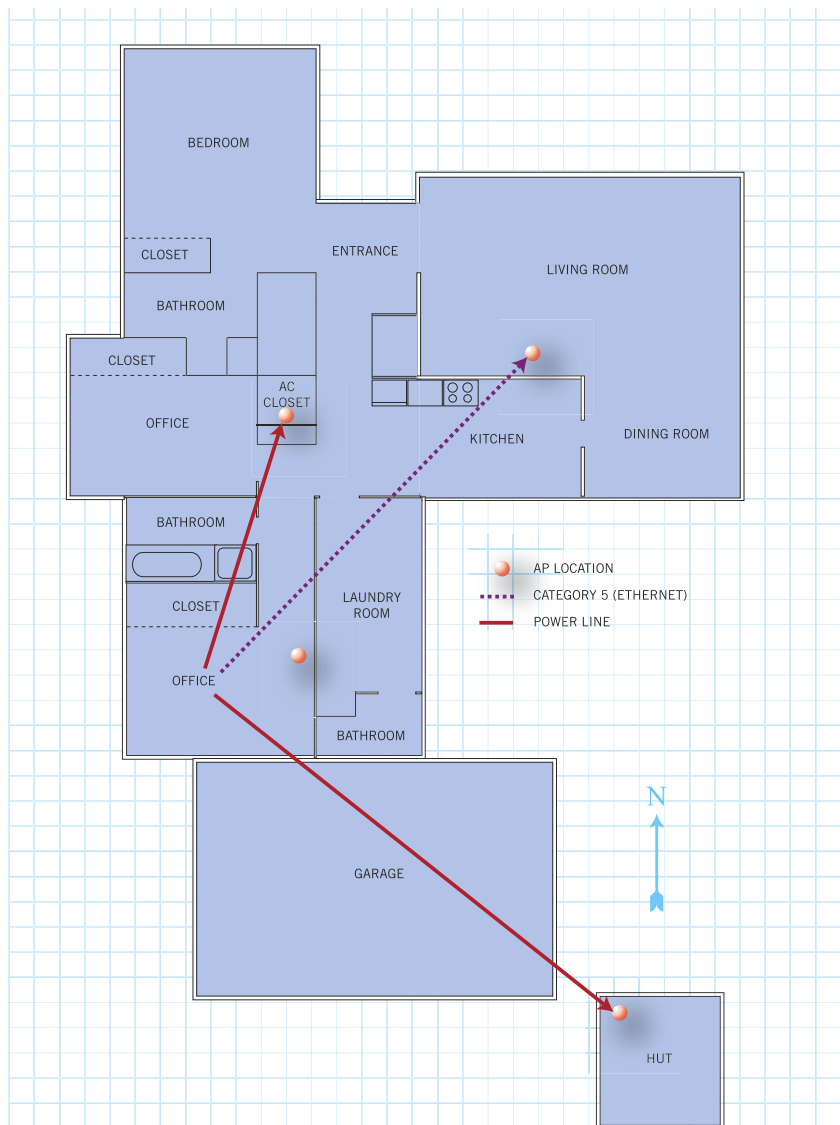 BEDROOM
CLOSET
ENTRANCE
LIVING ROOM
BATHROOM
CLOSET
AC
CLOSET
OFFICE
KITCHEN
DINING ROOM
BATHROOM
CLOSET
LAUNDRY
ROOM
OFFICE
BATHROOM
AP LOCATION
CATEGORY 5 (ETHERNET)
POWER LINE
N
GARAGE
HUT